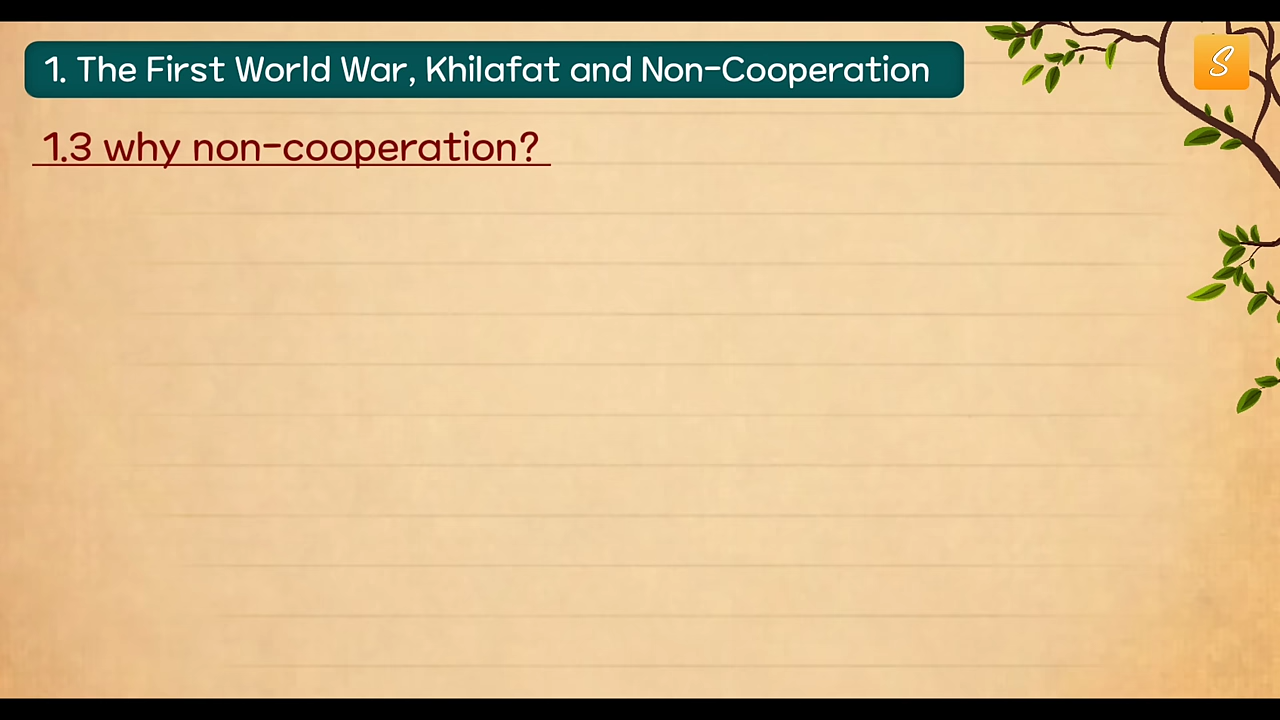 1. The First World War, Khilafat and Non-Cooperation
S
1.3 why non-cooperation?